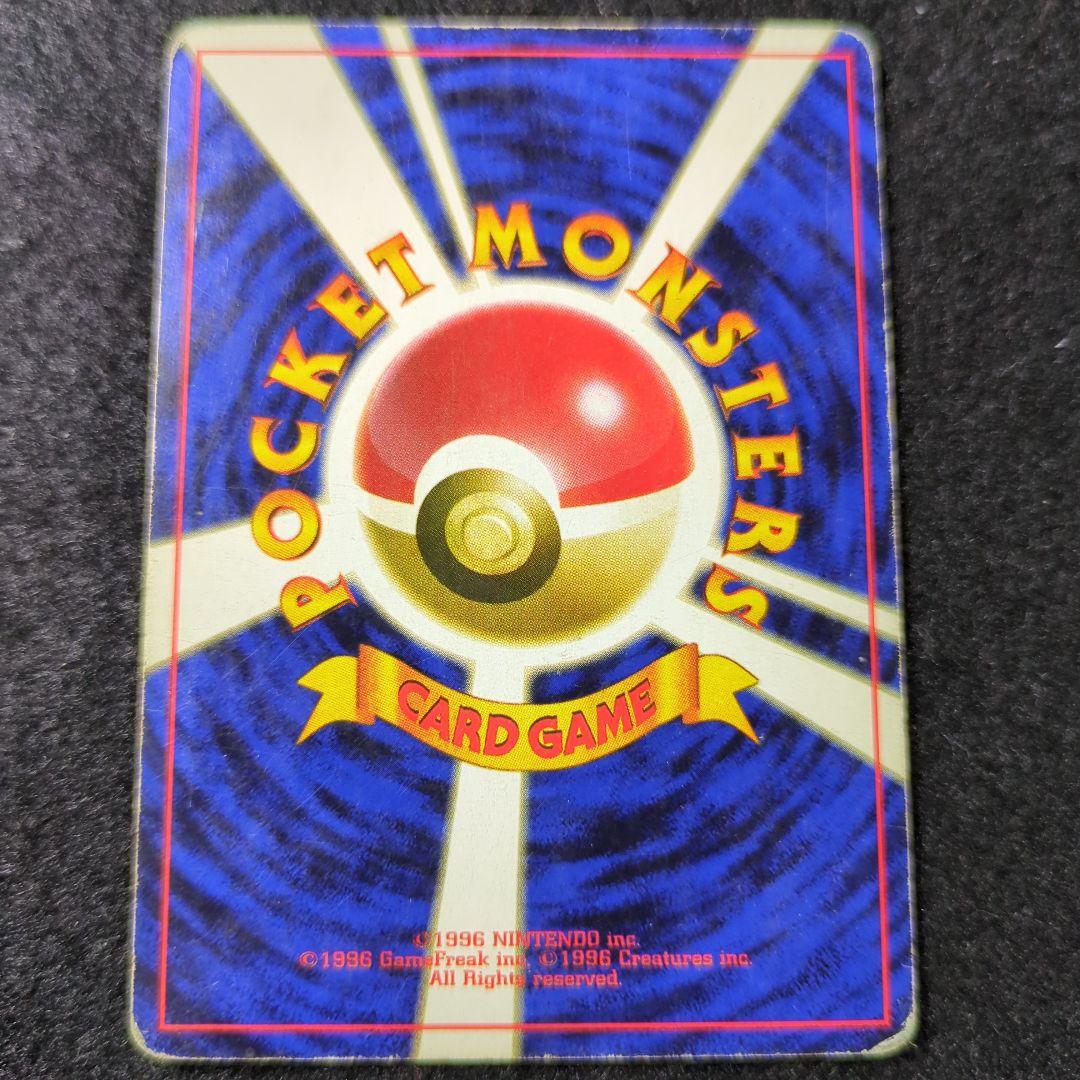 POCKET MONSTERS
CARD GAME
©1996 NINTENDO inc.
©1996 GameFreak inc. ©1996 Creatures inc.
All Rights reserved.